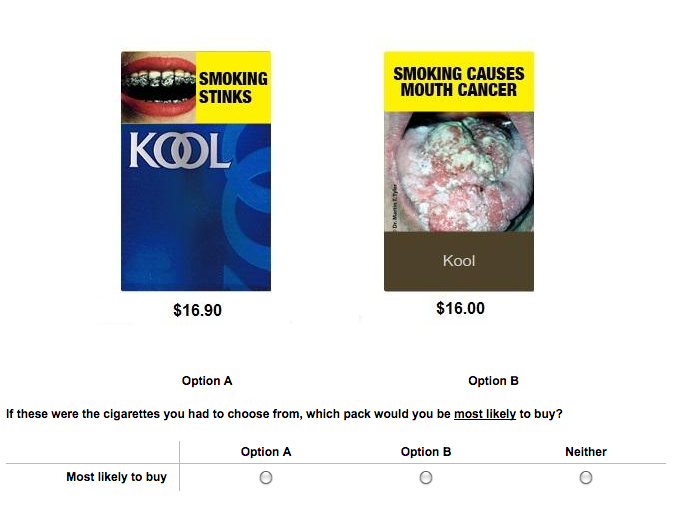 SMOKING
STINKS
KOOL
SMOKING CAUSES
MOUTH CANCER
Dr. Martin T. Tyler
Kool
$16.90
$16.00
Option A
Option B
If these were the cigarettes you had to choose from, which pack would you be most likely to buy?
Option A
Option B
Neither
Most likely to buy